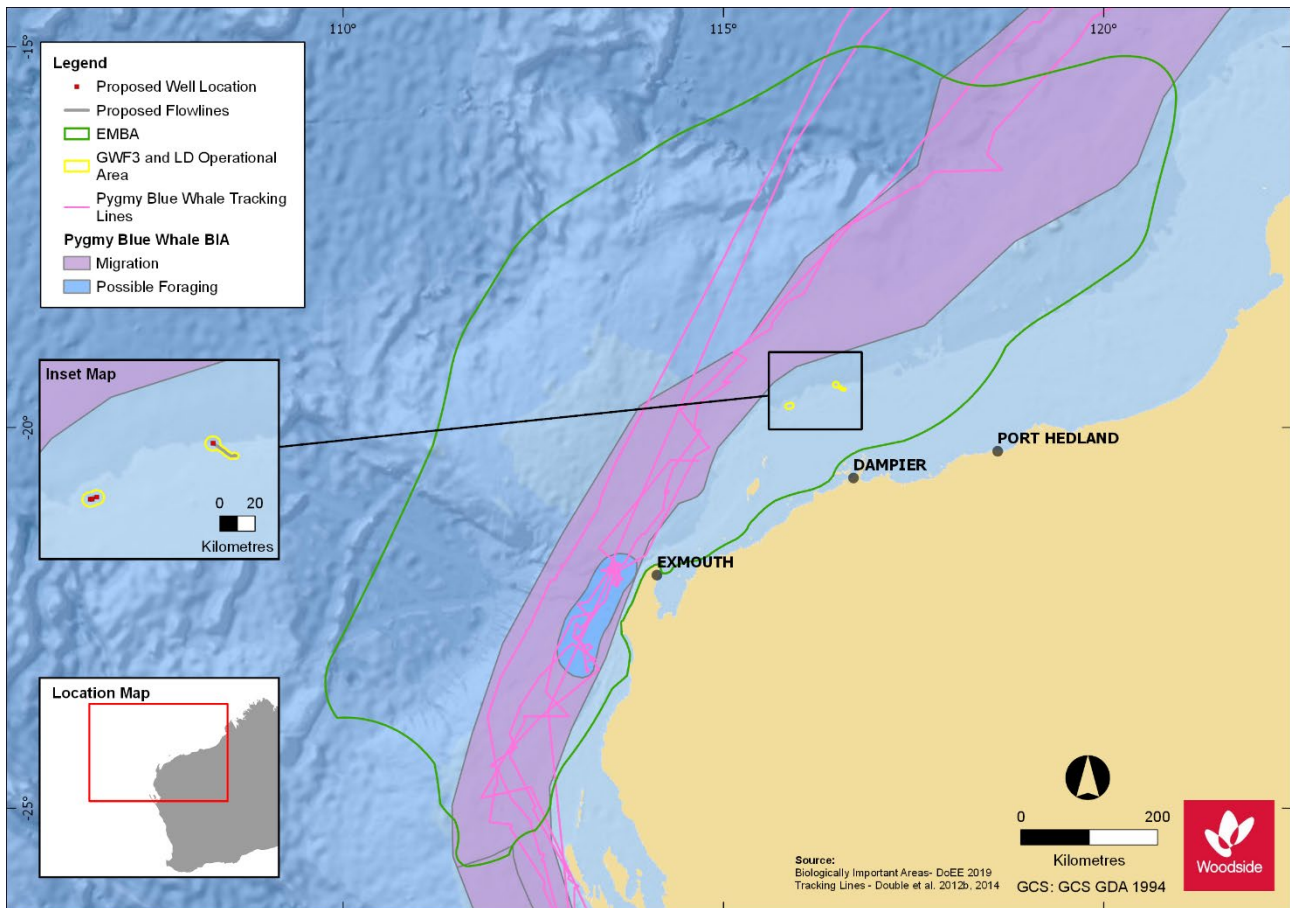 110°
115°
120°
-15°
-20°
-25°
Legend
Proposed Well Location
Proposed Flowlines
EMBA
GWF3 and LD Operational
Area
Pygmy Blue Whale Tracking
Lines
Pygmy Blue Whale BIA
Migration
Possible Foraging
Inset Map
0 20
Kilometres
PORT HEDLAND
DAMPIER
EXMOUTH
Location Map
0 200
Kilometres
GCS: GCS GDA 1994
Source:
Biologically Important Areas- DoEE 2019
Tracking Lines - Double et al. 2012b, 2014
Woodside